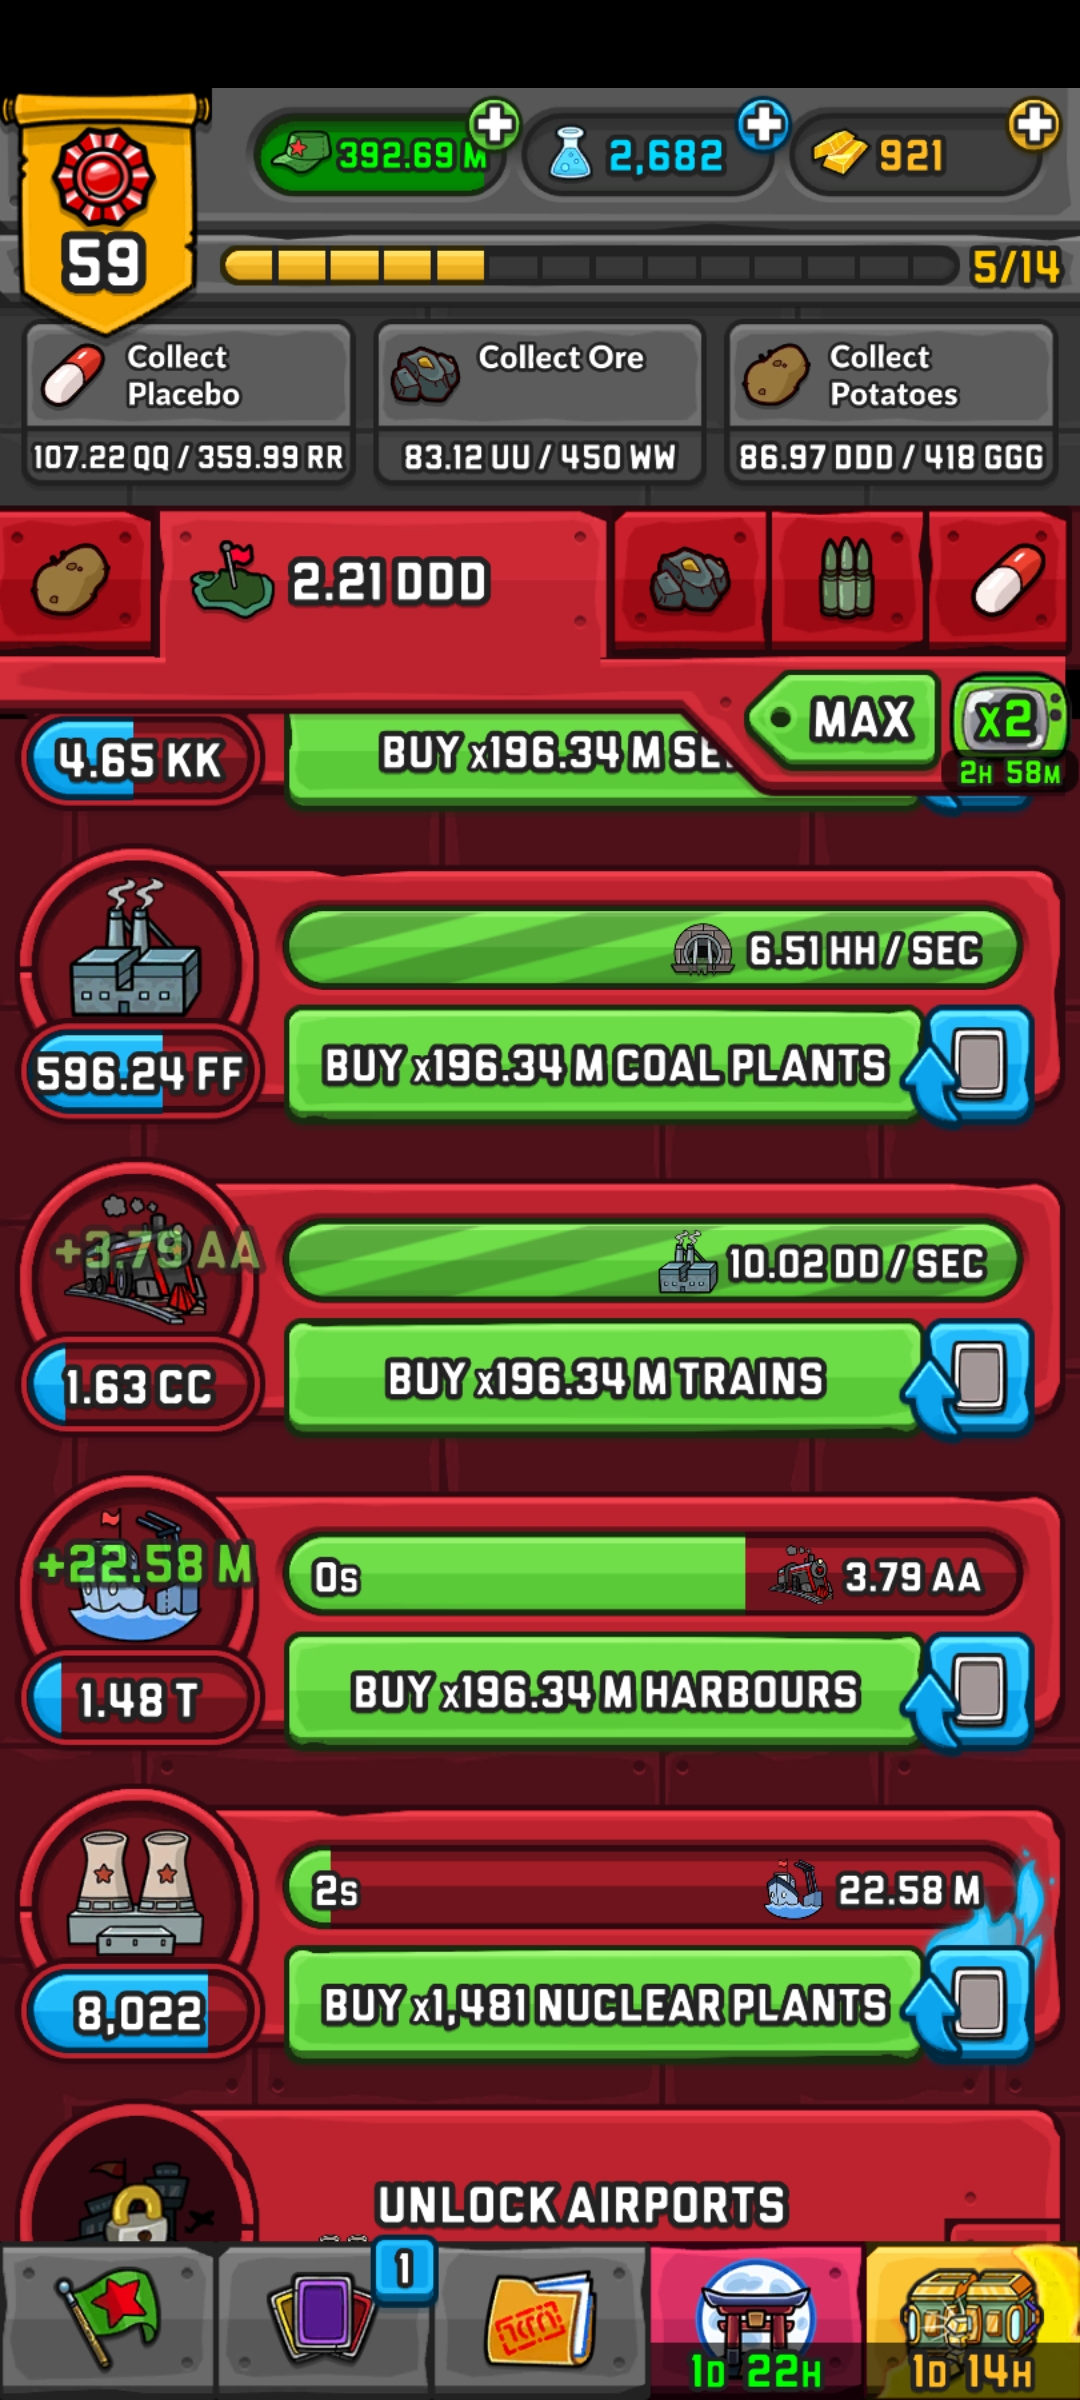 392.69 M
2,682
921
59
5/14
Collect Placebo
107.22 QQ / 359.99 RR
Collect Ore
83.12 UU / 450 WW
Collect Potatoes
86.97 DDD / 418 GGG
2.21 DDD
MAX
x2
2H 58M
4.65 KK
BUY x196.34 M SE
6.51 HH / SEC
596.24 FF
BUY x196.34 M COAL PLANTS
+3.79 AA
10.02 DD / SEC
1.63 CC
BUY x196.34 M TRAINS
+22.58 M
0s
3.79 AA
1.48 T
BUY x196.34 M HARBOURS
2s
22.58 M
8,022
BUY x1,481 NUCLEAR PLANTS
UNLOCK AIRPORTS
1
1D 22H
1D 14H